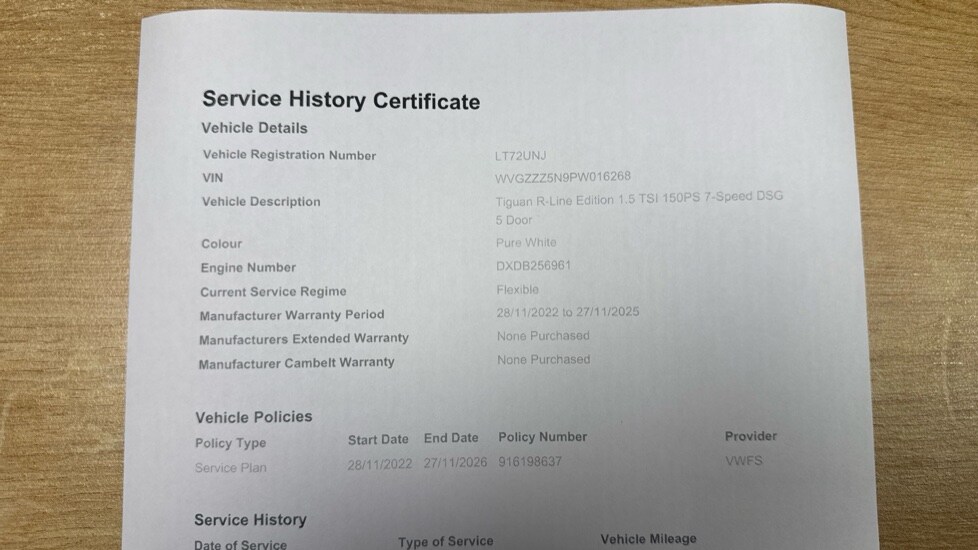 Service History Certificate
Vehicle Details
Vehicle Registration Number LT72UNJ
VIN WVGZZZ5N9PW016268
Vehicle Description Tiguan R-Line Edition 1.5 TSI 150PS 7-Speed DSG
5 Door
Colour Pure White
Engine Number DXDB256961
Current Service Regime Flexible
Manufacturer Warranty Period 28/11/2022 to 27/11/2025
Manufacturers Extended Warranty None Purchased
Manufacturer Cambelt Warranty None Purchased
Vehicle Policies
Policy Type Start Date End Date Policy Number Provider
Service Plan 28/11/2022 27/11/2026 916198637 VWFS
Service History
Date of Service Type of Service Vehicle Mileage